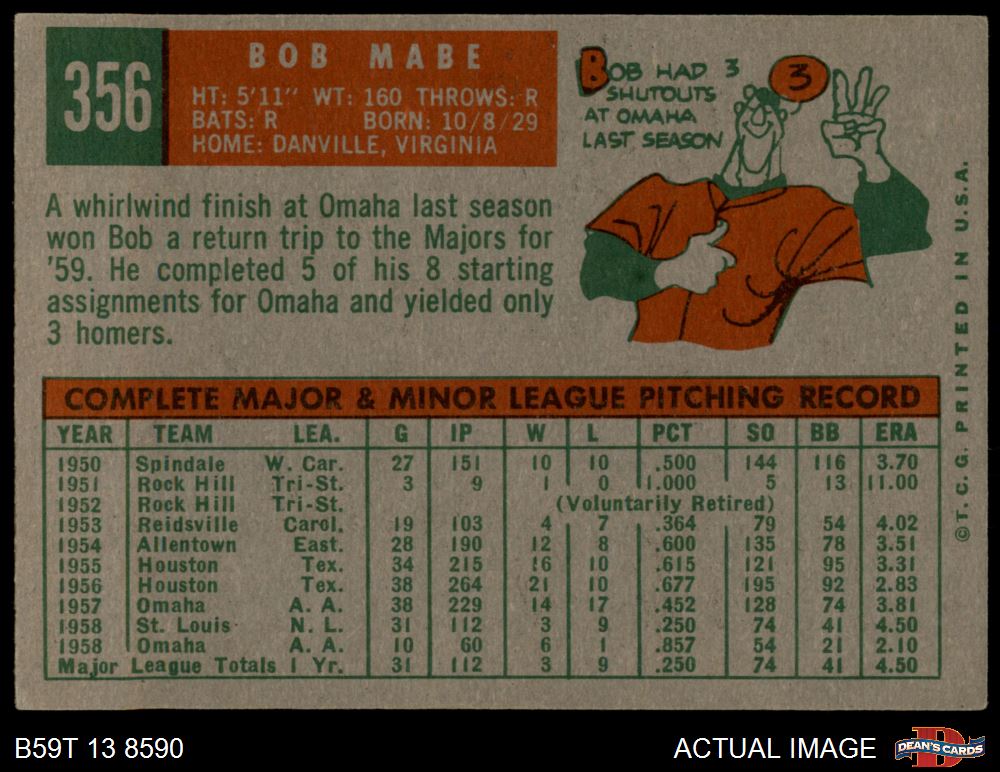 356
BOB MABE
HT: 5'11" WT: 160 THROWS: R
BATS: R BORN: 10/8/29
HOME: DANVILLE, VIRGINIA
BOB HAD 3
SHUTOUTS
AT OMAHA
LAST SEASON
3
A whirlwind finish at Omaha last season
won Bob a return trip to the Majors for
'59. He completed 5 of his 8 starting
assignments for Omaha and yielded only
3 homers.
COMPLETE MAJOR & MINOR LEAGUE PITCHING RECORD
YEAR TEAM LEA. G IP W L PCT SO BB ERA
1950 Spindale W. Car. 27 151 10 10 .500 144 116 3.70
1951 Rock Hill Tri-St. 3 9 1 0 1.000 5 13 11.00
1952 Rock Hill Tri-St. (Voluntarily Retired)
1953 Reidsville Carol. 19 103 4 7 .364 79 54 4.02
1954 Allentown East. 28 190 12 8 .600 135 78 3.51
1955 Houston Tex. 34 215 16 10 .615 121 95 3.31
1956 Houston Tex. 38 264 21 10 .677 195 92 2.83
1957 Omaha A. A. 38 229 14 17 .452 128 74 3.81
1958 St. Louis N. L. 31 112 3 9 .250 74 41 4.50
1958 Omaha A. A. 10 60 6 1 .857 54 21 2.10
Major League Totals 1 Yr. 31 112 3 9 .250 74 41 4.50
© T. C. G. PRINTED IN U.S.A.
B59T 13 8590
ACTUAL IMAGE
D
DEAN'S CARDS